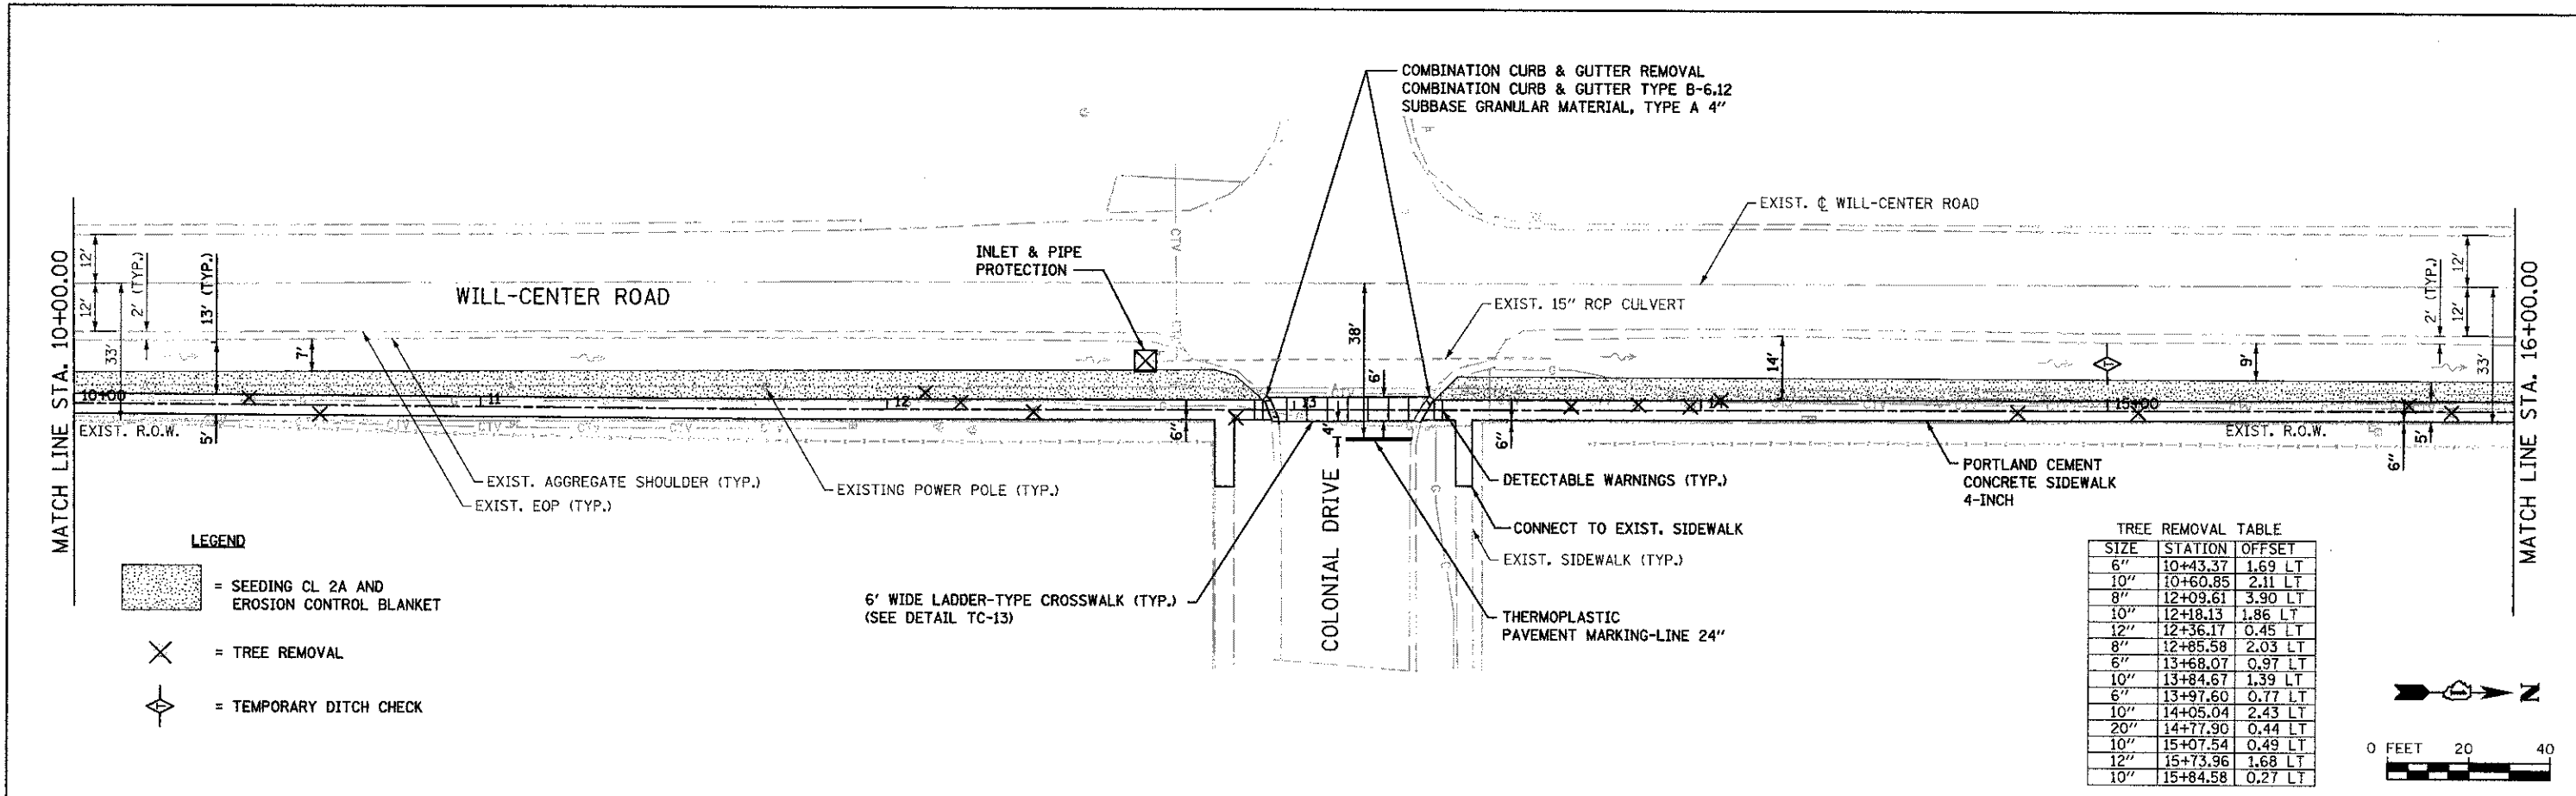 COMBINATION CURB & GUTTER REMOVAL
COMBINATION CURB & GUTTER TYPE B-6.12
SUBBASE GRANULAR MATERIAL, TYPE A 4"
EXIST. ℄ WILL-CENTER ROAD
INLET & PIPE
PROTECTION
CTV
MATCH LINE STA. 10+00.00
12'
12'
33'
2' (TYP.)
13' (TYP.)
7'
WILL-CENTER ROAD
38'
EXIST. 15" RCP CULVERT
14'
9'
2' (TYP.)
12'
12'
33'
MATCH LINE STA. 16+00.00
10+00
11
12
13
14
15+00
6'
4'
6"
6"
6"
5'
5'
EXIST. R.O.W.
EXIST. R.O.W.
EXIST. AGGREGATE SHOULDER (TYP.)
EXIST. EOP (TYP.)
EXISTING POWER POLE (TYP.)
DETECTABLE WARNINGS (TYP.)
CONNECT TO EXIST. SIDEWALK
EXIST. SIDEWALK (TYP.)
PORTLAND CEMENT
CONCRETE SIDEWALK
4-INCH
COLONIAL DRIVE
6' WIDE LADDER-TYPE CROSSWALK (TYP.)
(SEE DETAIL TC-13)
THERMOPLASTIC
PAVEMENT MARKING-LINE 24"
LEGEND
= SEEDING CL 2A AND
EROSION CONTROL BLANKET
= TREE REMOVAL
= TEMPORARY DITCH CHECK
TREE REMOVAL TABLE
SIZE STATION OFFSET
6" 10+43.37 1.69 LT
10" 10+60.85 2.11 LT
8" 12+09.61 3.90 LT
10" 12+18.13 1.86 LT
12" 12+36.17 0.45 LT
8" 12+85.58 2.03 LT
6" 13+68.07 0.97 LT
10" 13+84.67 1.39 LT
6" 13+97.60 0.77 LT
10" 14+05.04 2.43 LT
20" 14+77.90 0.44 LT
10" 15+07.54 0.49 LT
12" 15+73.96 1.68 LT
10" 15+84.58 0.27 LT
N
0 FEET 20 40